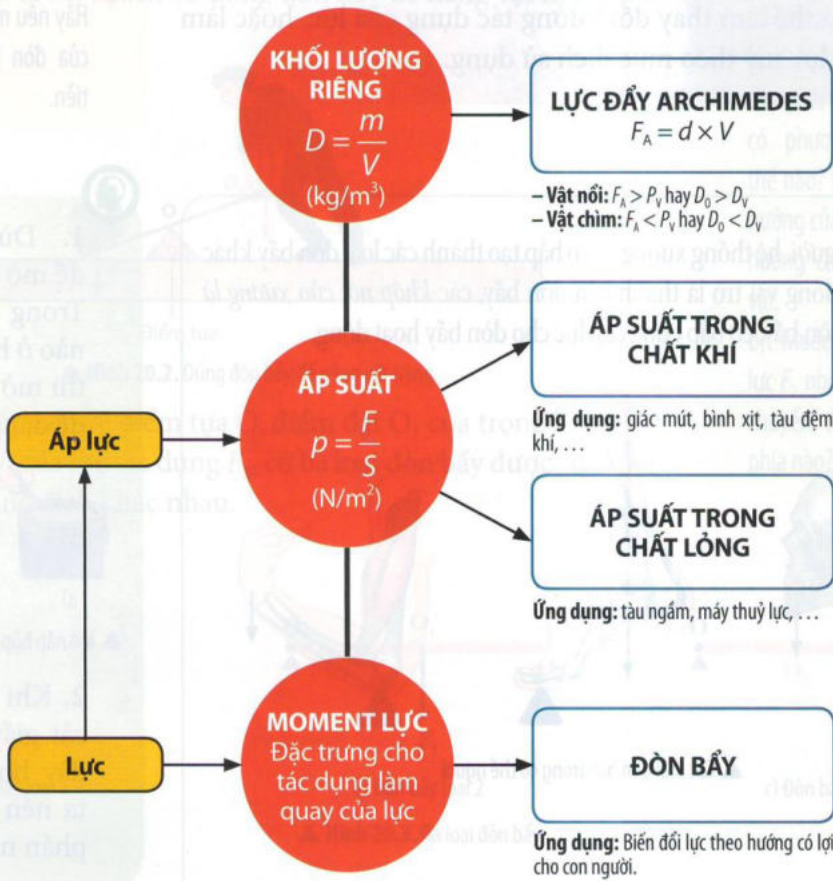 KHỐI LƯỢNG
RIÊNG
D = m/V
(kg/m³)
LỰC ĐẨY ARCHIMEDES
F_A = d × V
– Vật nổi: F_A > P_V hay D_0 > D_V
– Vật chìm: F_A < P_V hay D_0 < D_V
ÁP SUẤT TRONG
CHẤT KHÍ
Ứng dụng: giác mút, bình xịt, tàu đệm
khí, …
Áp lực
ÁP SUẤT
p = F/S
(N/m²)
ÁP SUẤT TRONG
CHẤT LỎNG
Ứng dụng: tàu ngầm, máy thuỷ lực, …
Lực
MOMENT LỰC
Đặc trưng cho
tác dụng làm
quay của lực
ĐÒN BẨY
Ứng dụng: Biến đổi lực theo hướng có lợi
cho con người.